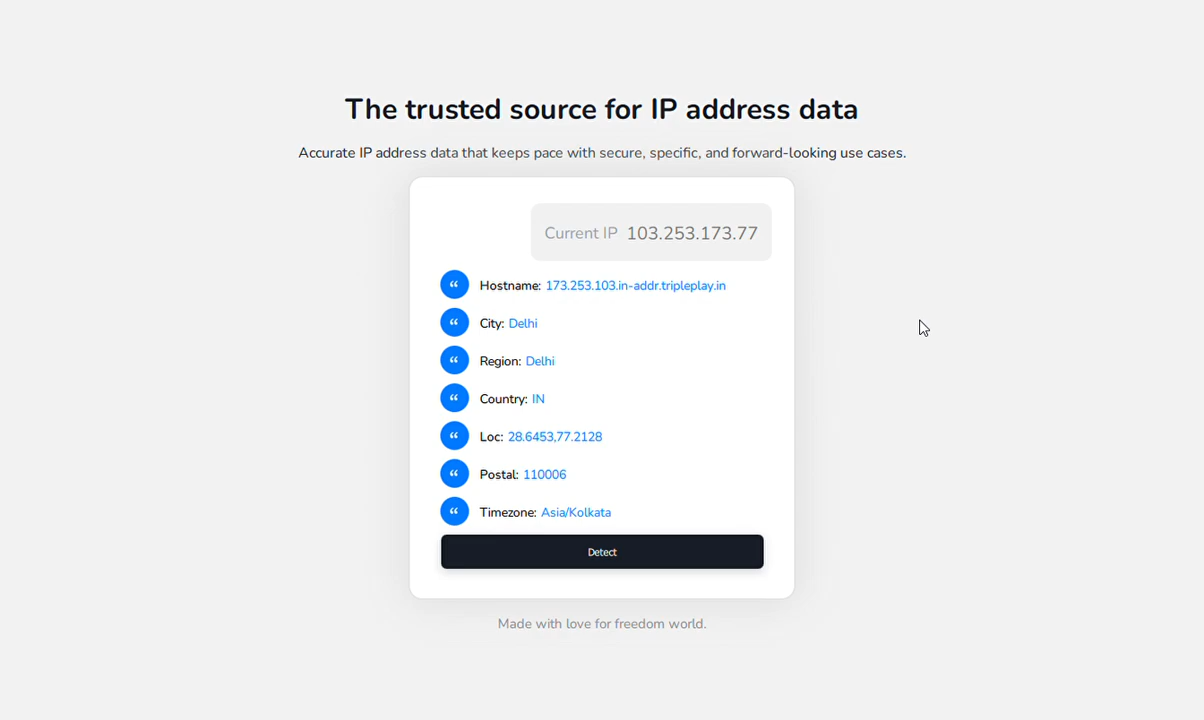 The trusted source for IP address data
Accurate IP address data that keeps pace with secure, specific, and forward-looking use cases.
Current IP 103.253.173.77
“ Hostname: 173.253.103.in-addr.tripleplay.in
“ City: Delhi
“ Region: Delhi
“ Country: IN
“ Loc: 28.6453,77.2128
“ Postal: 110006
“ Timezone: Asia/Kolkata
Detect
Made with love for freedom world.